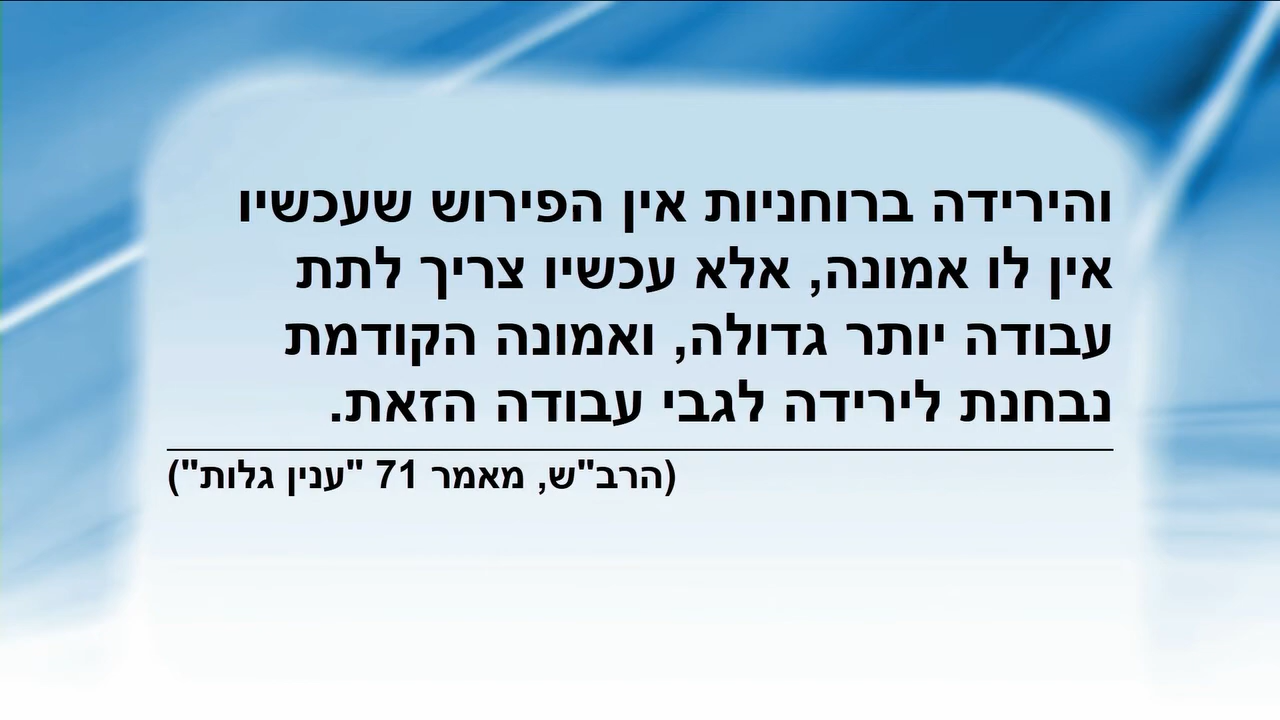 והירידה ברוחניות אין הפירוש שעכשיו
אין לו אמונה, אלא עכשיו צריך לתת
עבודה יותר גדולה, ואמונה הקודמת
נבחנת לירידה לגבי עבודה הזאת.
(הרב"ש, מאמר 71 "ענין גלות")